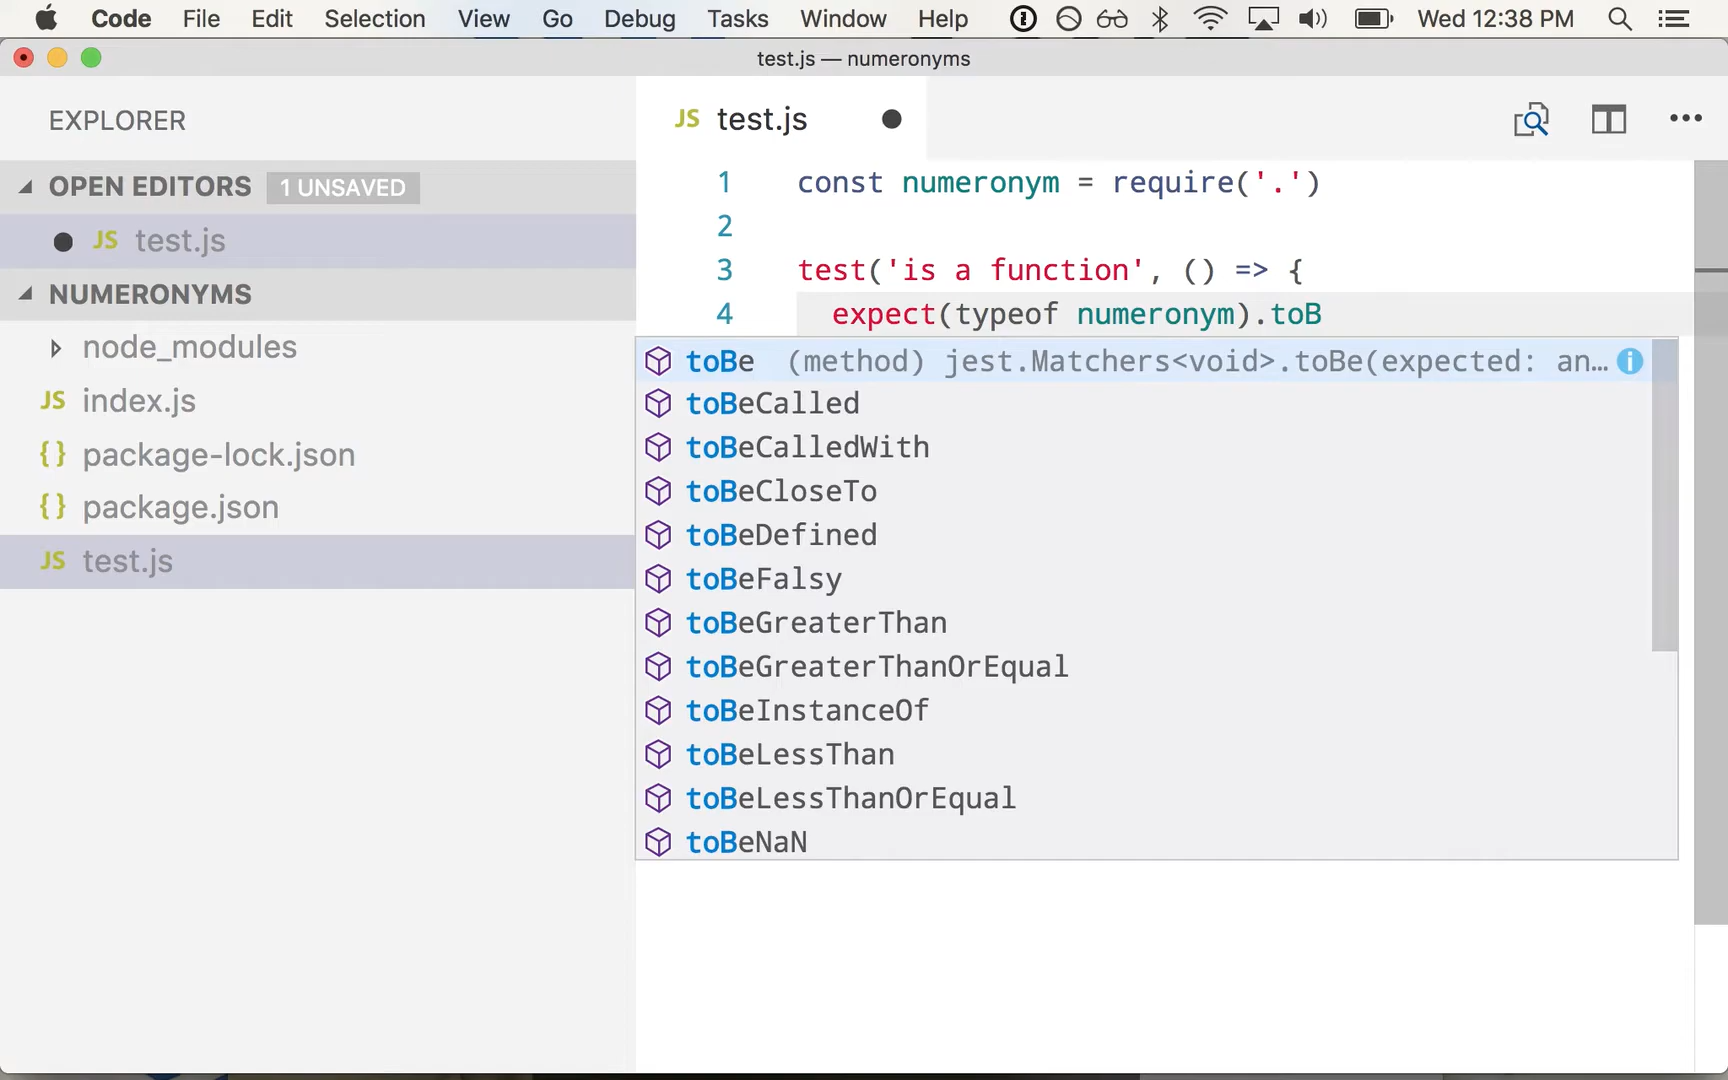 Code File Edit Selection View Go Debug Tasks Window Help Wed 12:38 PM
test.js — numeronyms
EXPLORER
OPEN EDITORS 1 UNSAVED
JS test.js
NUMERONYMS
node_modules
JS index.js
{} package-lock.json
{} package.json
JS test.js
JS test.js
1 const numeronym = require('.')
2
3 test('is a function', () => {
4 expect(typeof numeronym).toB
toBe (method) jest.Matchers<void>.toBe(expected: an…
toBeCalled
toBeCalledWith
toBeCloseTo
toBeDefined
toBeFalsy
toBeGreaterThan
toBeGreaterThanOrEqual
toBeInstanceOf
toBeLessThan
toBeLessThanOrEqual
toBeNaN